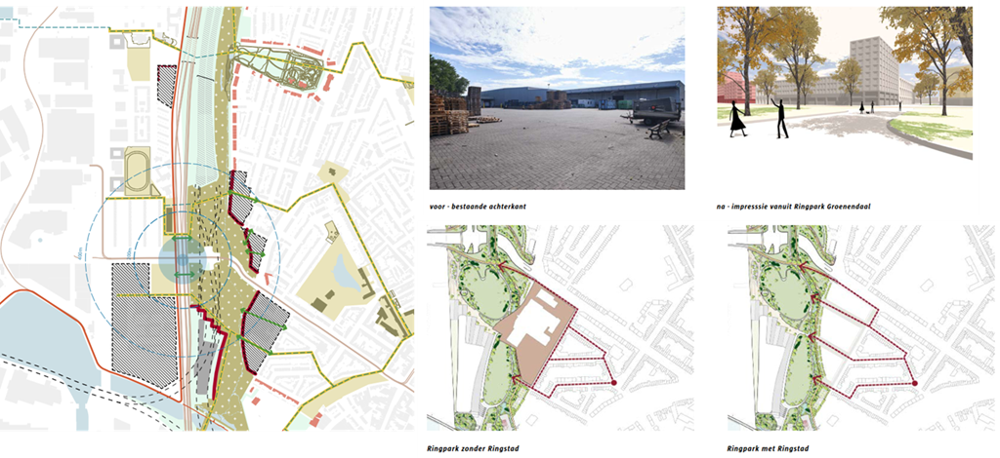 voor - bestaande achterkant
na - impresssie vanuit Ringpark Groenendaal
Ringpark zonder Ringstad
Ringpark met Ringstad